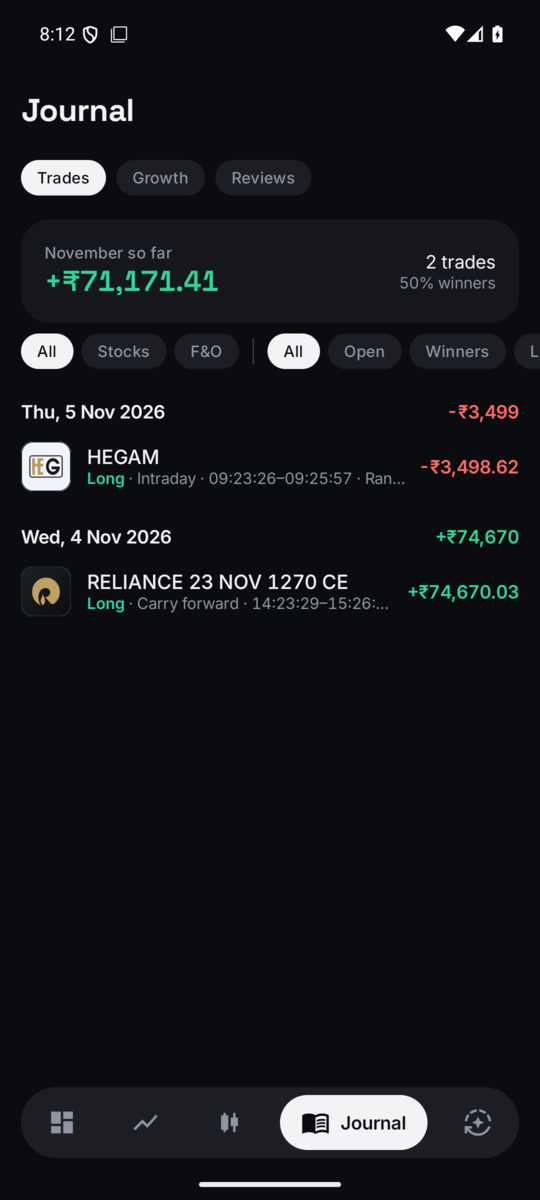 8:12
Journal
Trades Growth Reviews
November so far
+₹71,171.41
2 trades
50% winners
All Stocks F&O All Open Winners L
Thu, 5 Nov 2026 -₹3,499
HEG
HEGAM
Long · Intraday · 09:23:26–09:25:57 · Ran...
-₹3,498.62
Wed, 4 Nov 2026 +₹74,670
RELIANCE 23 NOV 1270 CE
Long · Carry forward · 14:23:29–15:26:...
+₹74,670.03
Journal